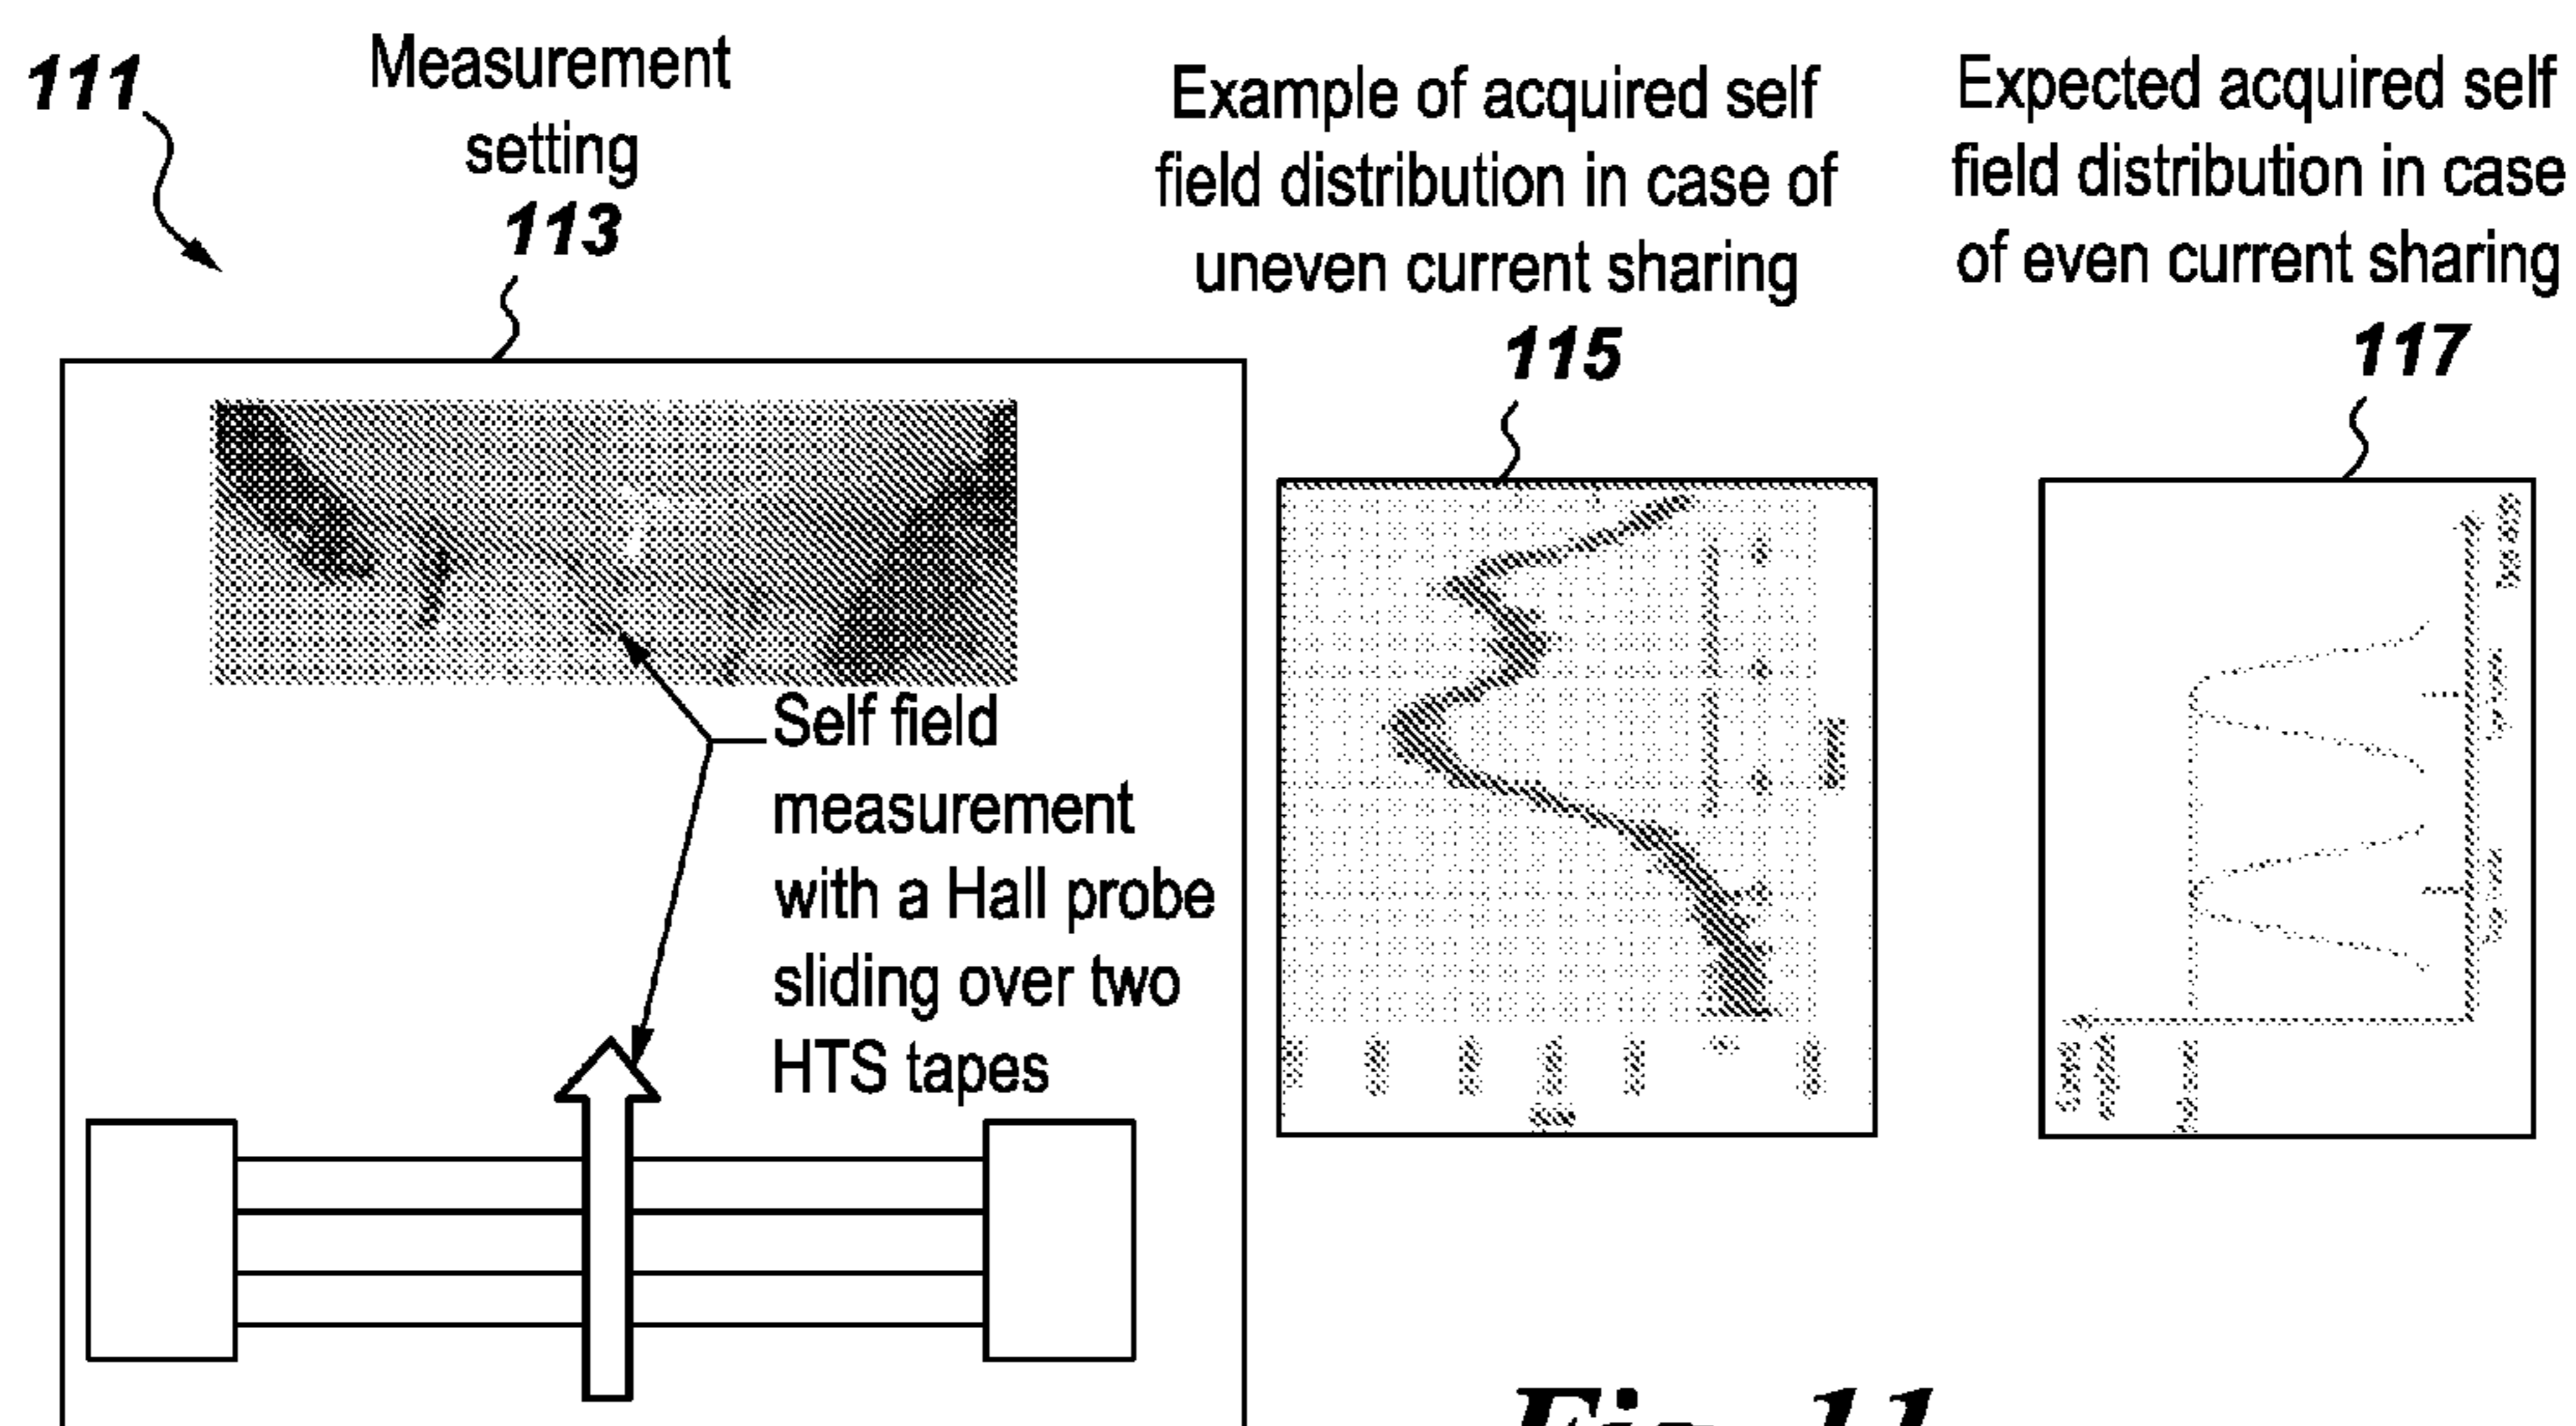 111
Measurement
setting
113
Example of acquired self
field distribution in case of
uneven current sharing
115
Expected acquired self
field distribution in case
of even current sharing
117
Self field
measurement
with a Hall probe
sliding over two
HTS tapes
Fig. 11